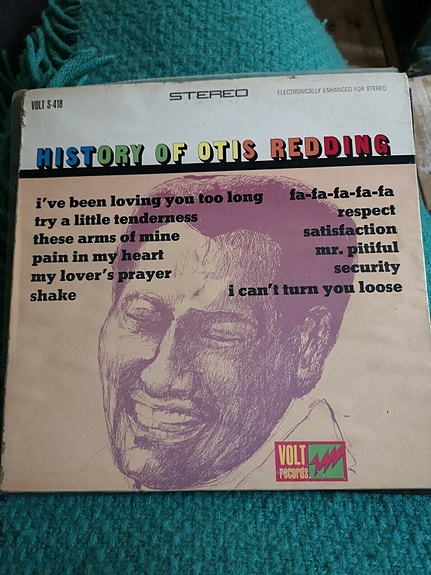 STEREO
ELECTRONICALLY ENHANCED FOR STEREO
VOLT S-418
HISTORY OF OTIS REDDING
i've been loving you too long
try a little tenderness
these arms of mine
pain in my heart
my lover's prayer
shake
fa-fa-fa-fa-fa
respect
satisfaction
mr. pitiful
security
i can't turn you loose
VOLT
records